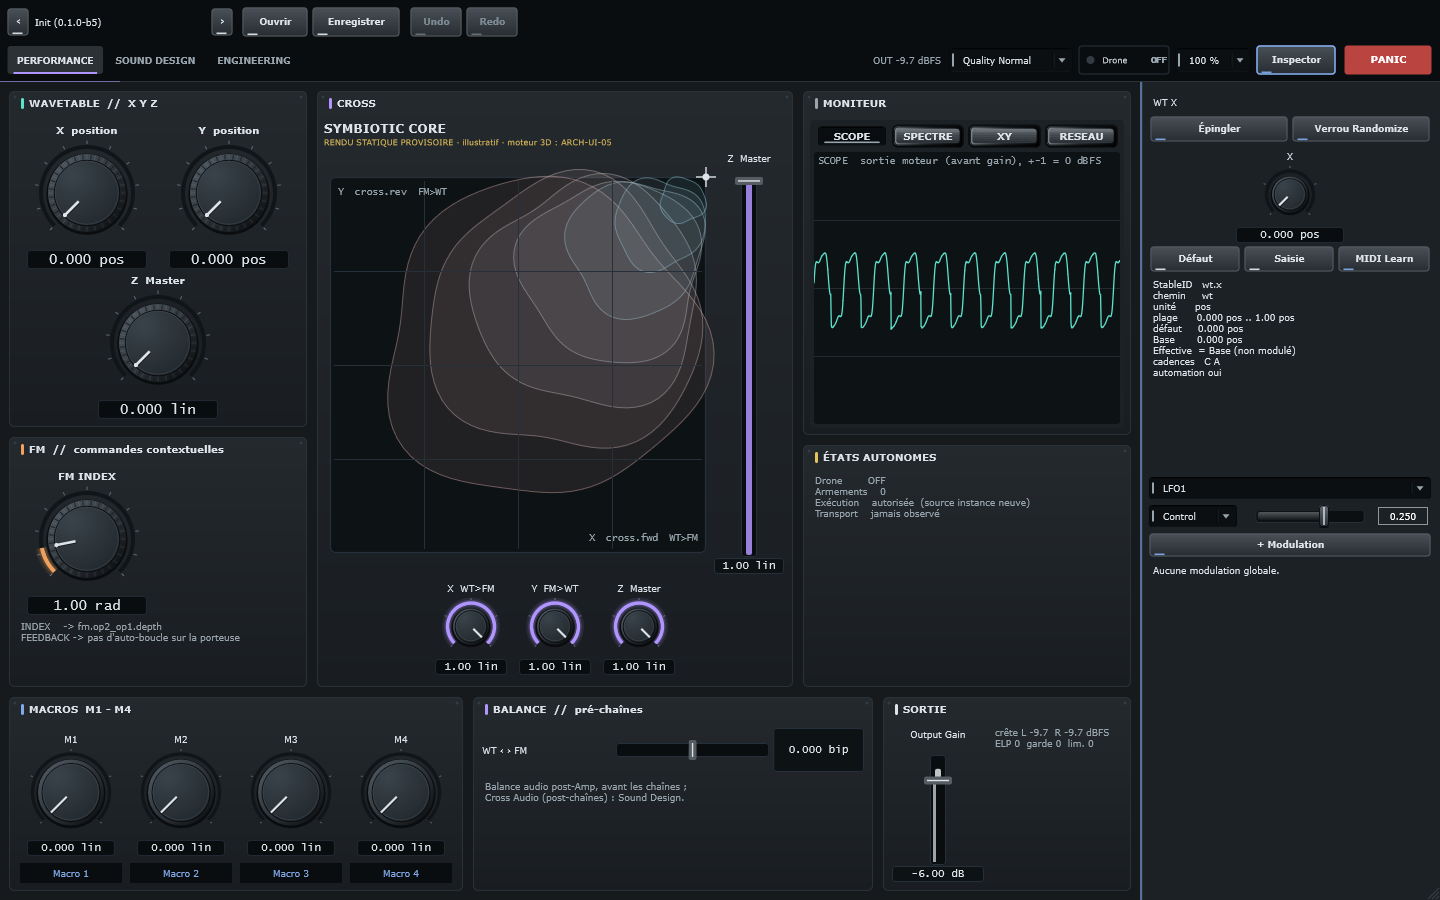 ‹ Init (0.1.0-b5) › Ouvrir Enregistrer Undo Redo
PERFORMANCE SOUND DESIGN ENGINEERING
OUT -9.7 dBFS Quality Normal Drone OFF 100 % Inspector PANIC
WAVETABLE // X Y Z
X position Y position
0.000 pos 0.000 pos
Z Master
0.000 lin
FM // commandes contextuelles
FM INDEX
1.00 rad
INDEX -> fm.op2_op1.depth
FEEDBACK -> pas d'auto-boucle sur la porteuse
CROSS
SYMBIOTIC CORE
RENDU STATIQUE PROVISOIRE - illustratif - moteur 3D : ARCH-UI-05
Z Master
Y cross.rev FM>WT
X cross.fwd WT>FM
1.00 lin
X WT>FM Y FM>WT Z Master
1.00 lin 1.00 lin 1.00 lin
MONITEUR
SCOPE SPECTRE XY RESEAU
SCOPE sortie moteur (avant gain), +-1 = 0 dBFS
ÉTATS AUTONOMES
Drone OFF
Armements 0
Exécution autorisée (source instance neuve)
Transport jamais observé
MACROS M1 - M4
M1 M2 M3 M4
0.000 lin 0.000 lin 0.000 lin 0.000 lin
Macro 1 Macro 2 Macro 3 Macro 4
BALANCE // pré-chaînes
WT ‹ › FM 0.000 bip
Balance audio post-Amp, avant les chaînes ;
Cross Audio (post-chaînes) : Sound Design.
SORTIE
Output Gain
crête L -9.7 R -9.7 dBFS
ELP 0 garde 0 lim. 0
-6.00 dB
WT X
Épingler Verrou Randomize
X
0.000 pos
Défaut Saisie MIDI Learn
StableID wt.x
chemin wt
unité pos
plage 0.000 pos .. 1.00 pos
défaut 0.000 pos
Base 0.000 pos
Effective = Base (non modulé)
cadences C A
automation oui
LFO1
Control 0.250
+ Modulation
Aucune modulation globale.